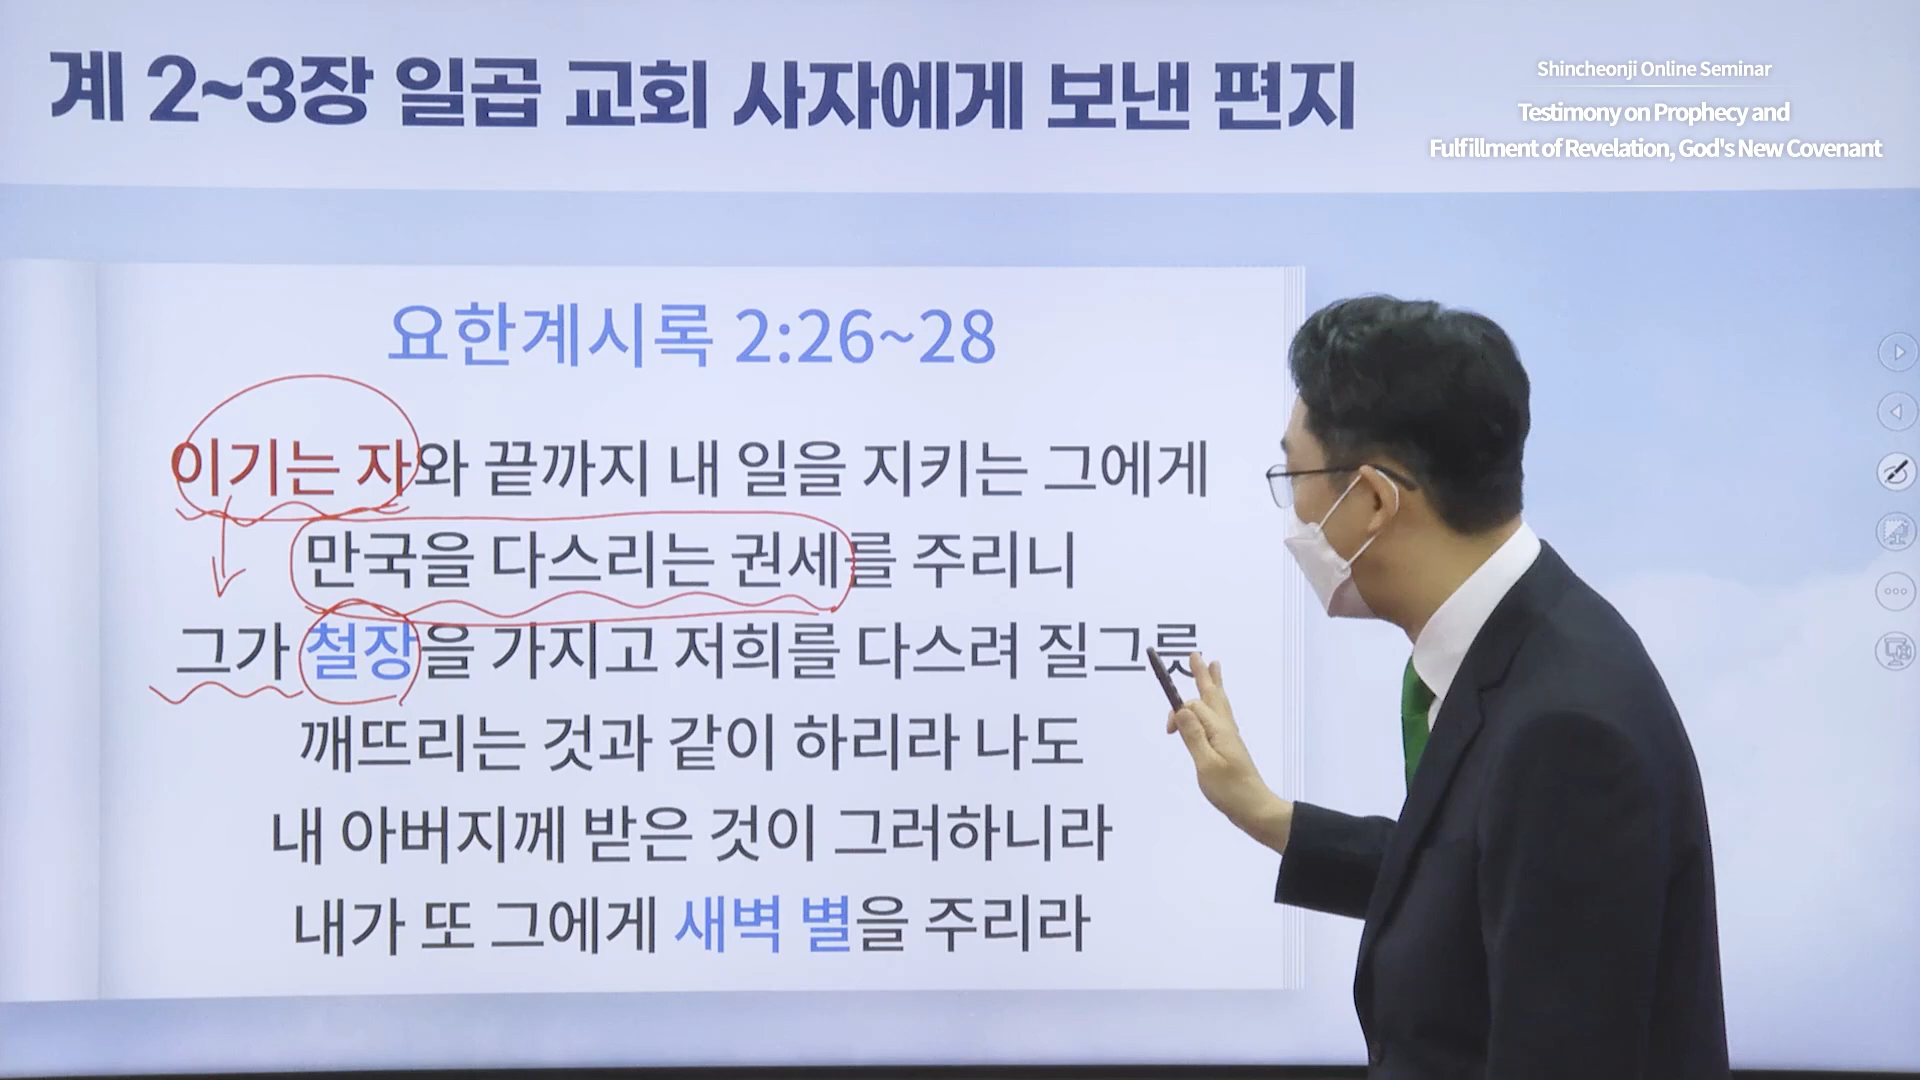 계 2~3장 일곱 교회 사자에게 보낸 편지
Shincheonji Online Seminar
Testimony on Prophecy and
Fulfillment of Revelation, God's New Covenant
요한계시록 2:26~28
이기는 자와 끝까지 내 일을 지키는 그에게
만국을 다스리는 권세를 주리니
그가 철장을 가지고 저희를 다스려 질그릇
깨뜨리는 것과 같이 하리라 나도
내 아버지께 받은 것이 그러하니라
내가 또 그에게 새벽 별을 주리라